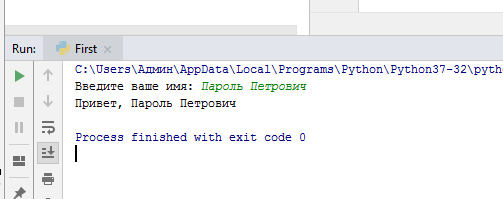 Run: First
C:\Users\Админ\AppData\Local\Programs\Python\Python37-32\pytho
Введите ваше имя: Пароль Петрович
Привет, Пароль Петрович
Process finished with exit code 0